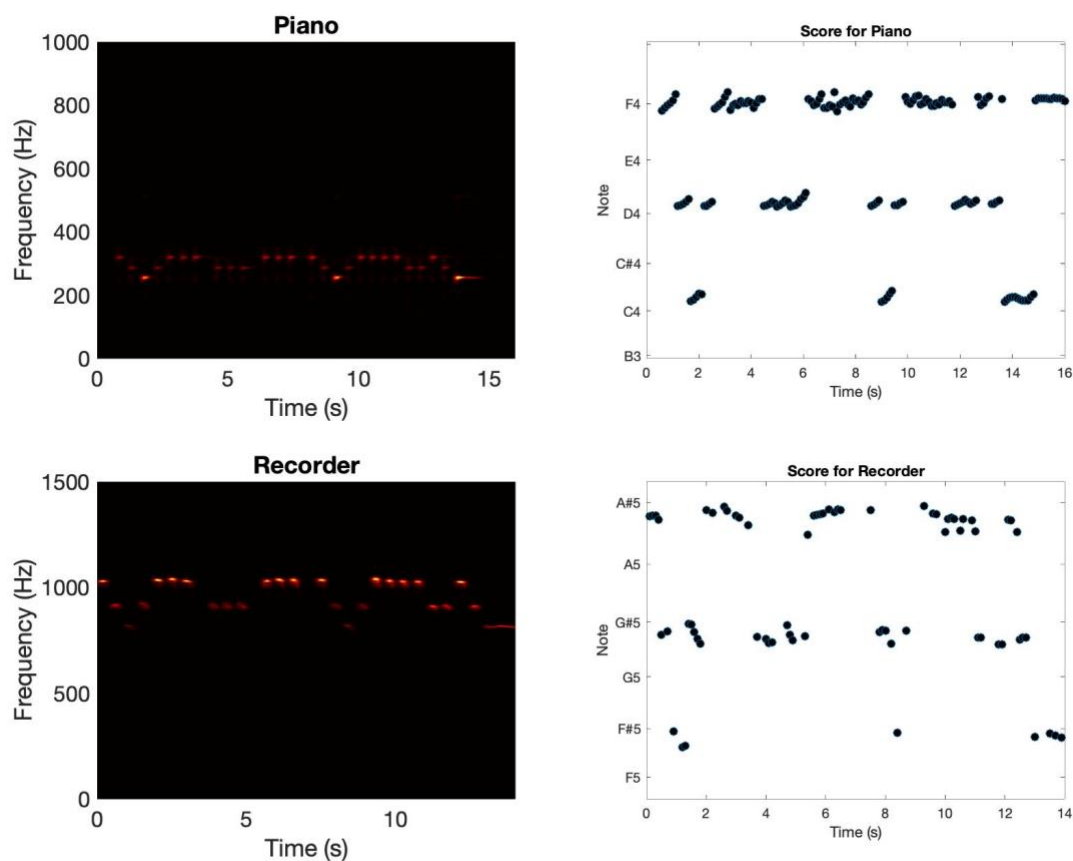 Piano
1000
800
600
400
200
0
Frequency (Hz)
0
5
10
15
Time (s)
Score for Piano
F4
E4
D4
C#4
C4
B3
Note
0
2
4
6
8
10
12
14
16
Time (s)
Recorder
1500
1000
500
0
Frequency (Hz)
0
5
10
Time (s)
Score for Recorder
A#5
A5
G#5
G5
F#5
F5
Note
0
2
4
6
8
10
12
14
Time (s)